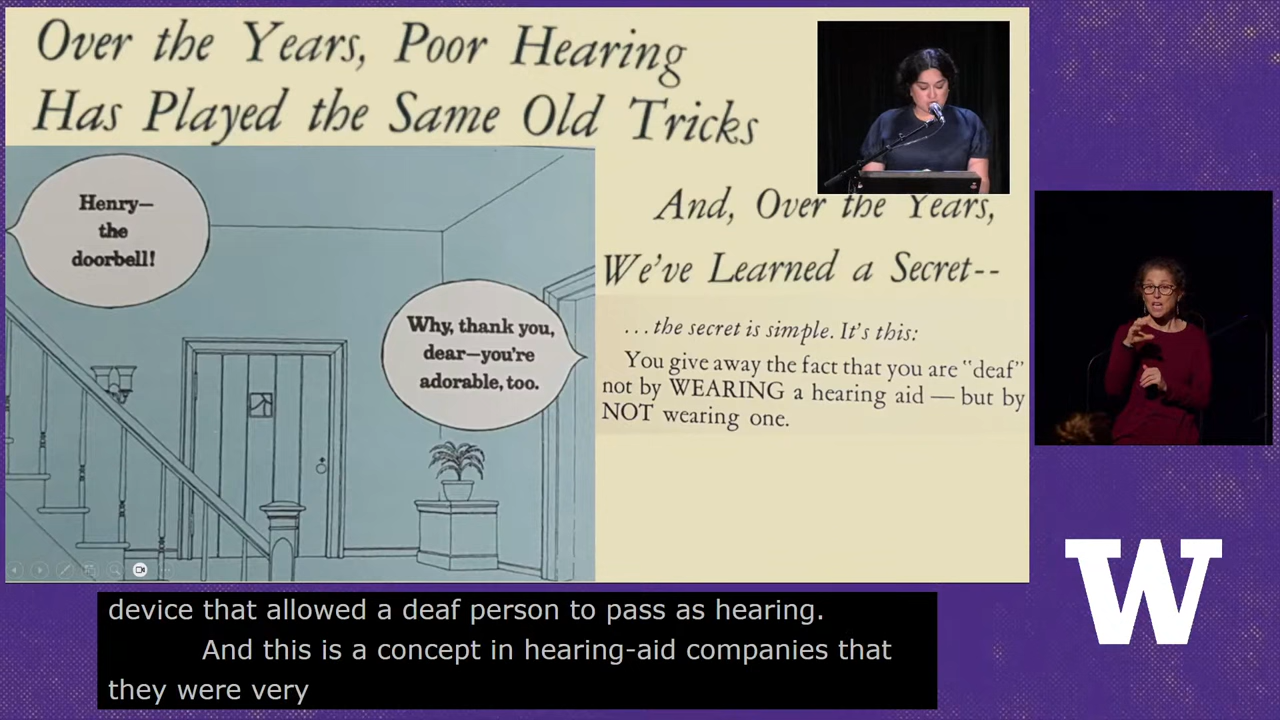 Over the Years, Poor Hearing
Has Played the Same Old Tricks
Henry—
the
doorbell!
Why, thank you,
dear—you're
adorable, too.
And, Over the Years,
We've Learned a Secret--
...the secret is simple. It's this:
You give away the fact that you are "deaf"
not by WEARING a hearing aid — but by
NOT wearing one.
W
device that allowed a deaf person to pass as hearing.
And this is a concept in hearing-aid companies that
they were very